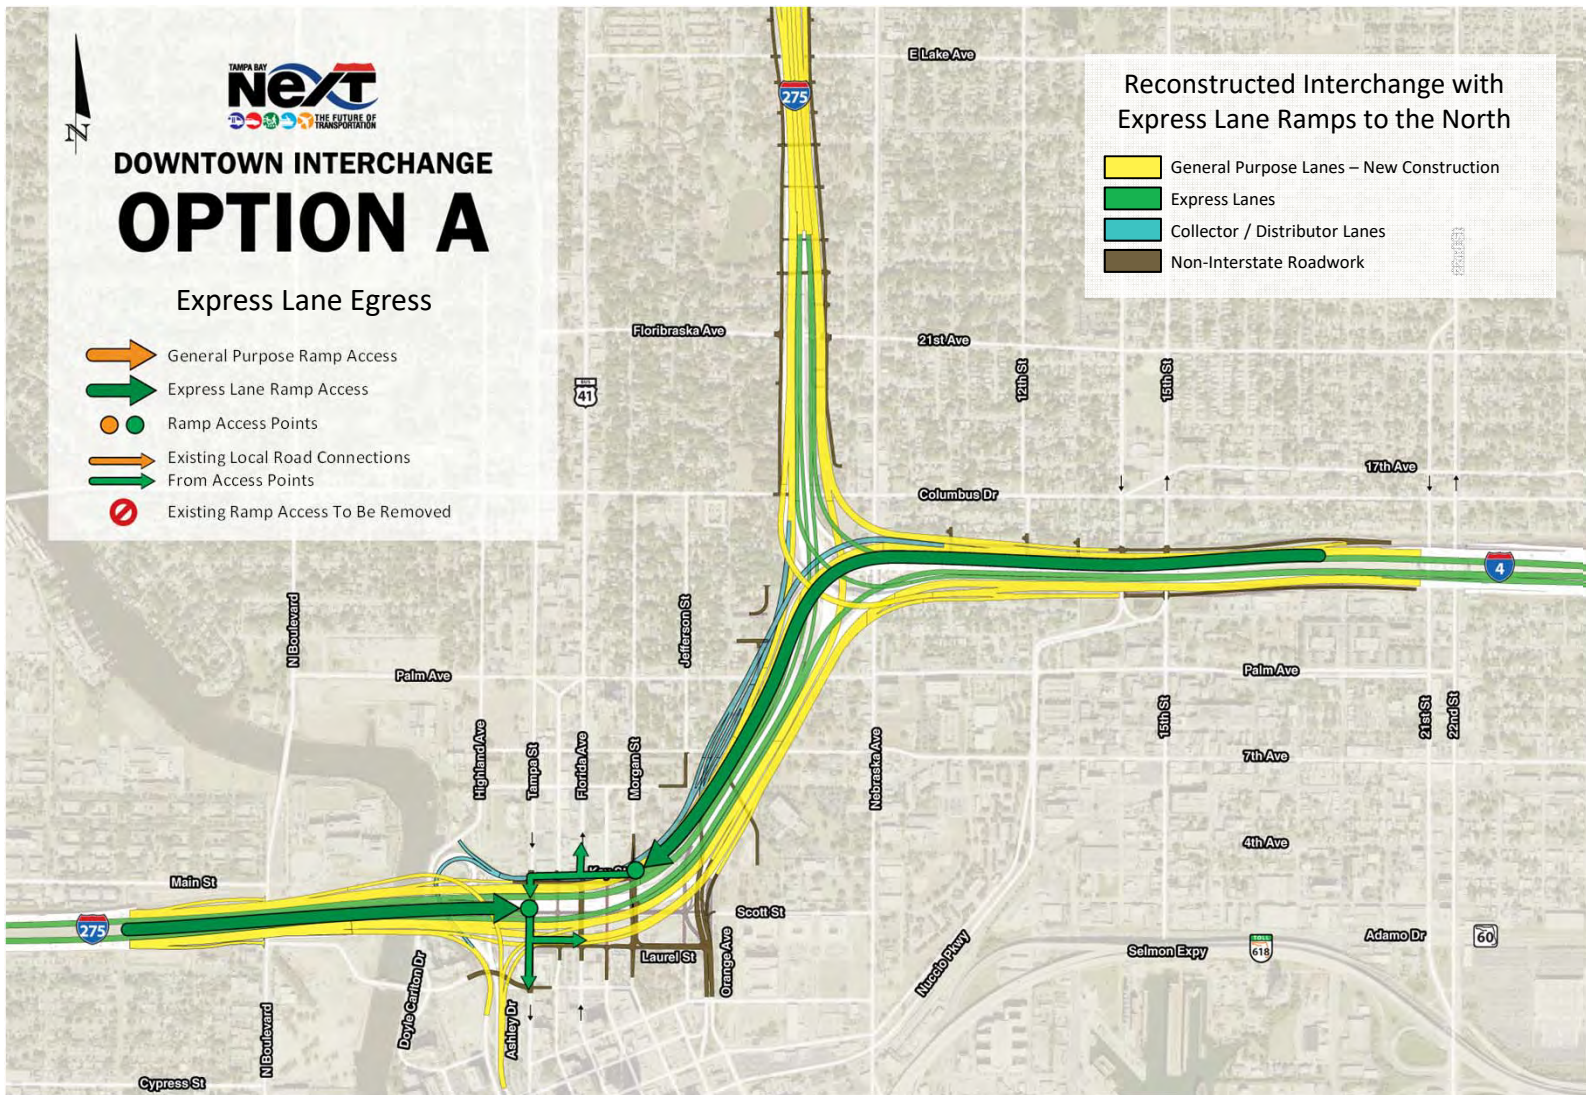 N
TAMPA BAY
NEXT
THE FUTURE OF
TRANSPORTATION
DOWNTOWN INTERCHANGE
OPTION A
Express Lane Egress
General Purpose Ramp Access
Express Lane Ramp Access
Ramp Access Points
Existing Local Road Connections
From Access Points
Existing Ramp Access To Be Removed
Reconstructed Interchange with
Express Lane Ramps to the North
General Purpose Lanes – New Construction
Express Lanes
Collector / Distributor Lanes
Non-Interstate Roadwork
E Lake Ave
275
Floribraska Ave
21st Ave
12th St
15th St
BUS
41
17th Ave
Columbus Dr
4
N Boulevard
Jefferson St
Palm Ave
Palm Ave
Highland Ave
Tampa St
Florida Ave
Morgan St
Nebraska Ave
15th St
21st St
22nd St
7th Ave
4th Ave
Main St
275
Scott St
Laurel St
Orange Ave
Nuccio Pkwy
Selmon Expy
TOLL
618
Adamo Dr
60
Doyle Carlton Dr
Ashley Dr
N Boulevard
Cypress St